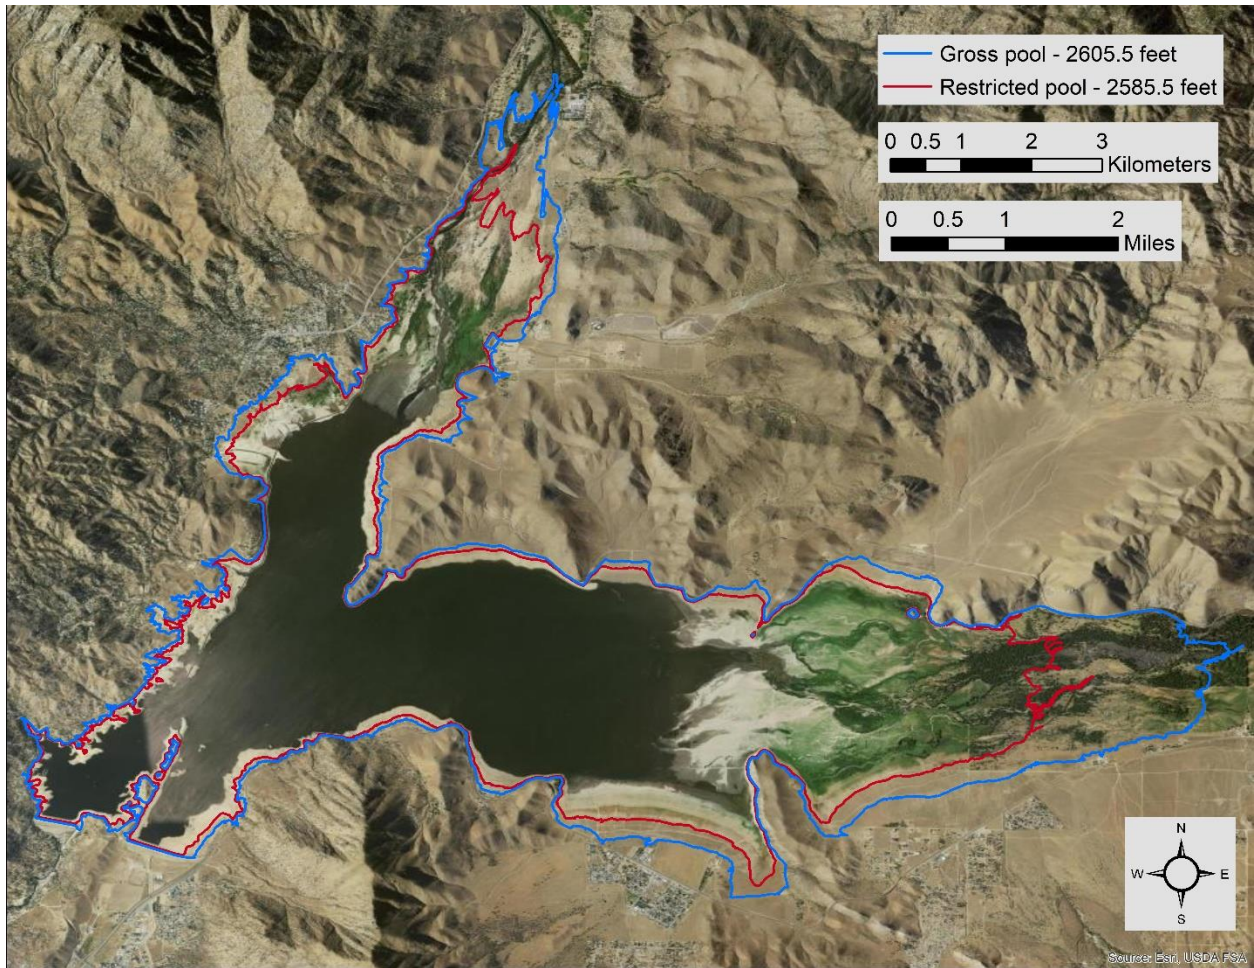 Gross pool - 2605.5 feet
Restricted pool - 2585.5 feet
0 0.5 1 2 3
Kilometers
0 0.5 1 2
Miles
N
W E
S
Source: Esri, USDA FSA